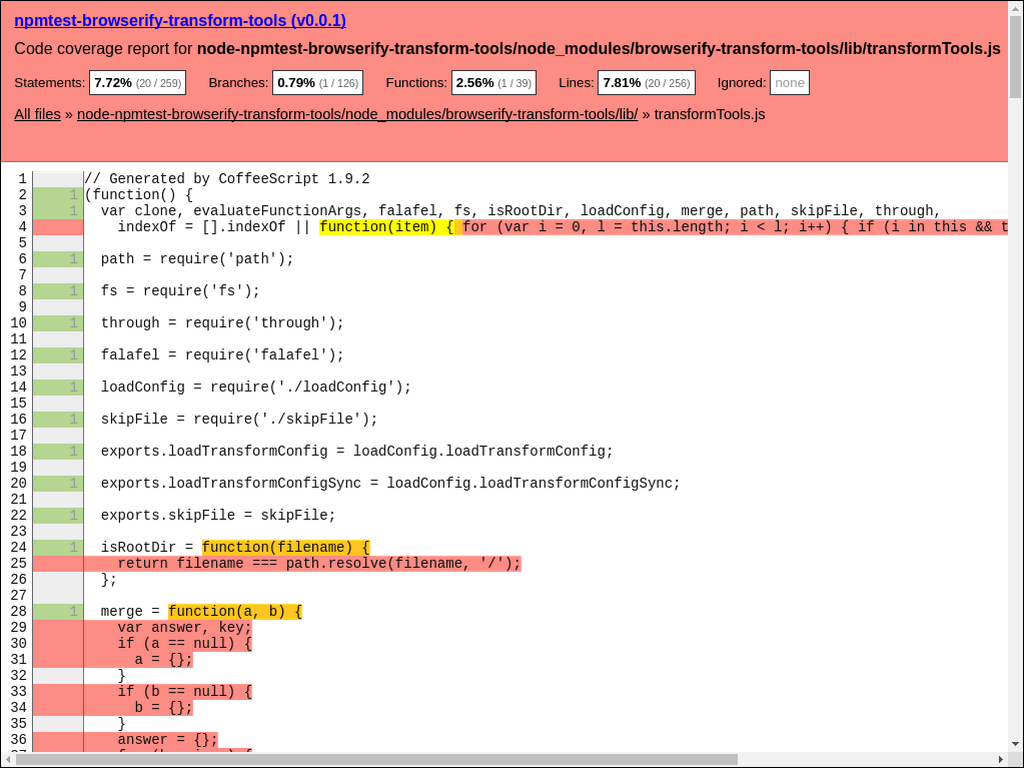 npmtest-browserify-transform-tools (v0.0.1)
Code coverage report for node-npmtest-browserify-transform-tools/node_modules/browserify-transform-tools/lib/transformTools.js
Statements: 7.72% (20 / 259) Branches: 0.79% (1 / 126) Functions: 2.56% (1 / 39) Lines: 7.81% (20 / 256) Ignored: none
All files » node-npmtest-browserify-transform-tools/node_modules/browserify-transform-tools/lib/ » transformTools.js
1 // Generated by CoffeeScript 1.9.2
2 1 (function() {
3 1 var clone, evaluateFunctionArgs, falafel, fs, isRootDir, loadConfig, merge, path, skipFile, through,
4 indexOf = [].indexOf || function(item) { for (var i = 0, l = this.length; i < l; i++) { if (i in this && t
5
6 1 path = require('path');
7
8 1 fs = require('fs');
9
10 1 through = require('through');
11
12 1 falafel = require('falafel');
13
14 1 loadConfig = require('./loadConfig');
15
16 1 skipFile = require('./skipFile');
17
18 1 exports.loadTransformConfig = loadConfig.loadTransformConfig;
19
20 1 exports.loadTransformConfigSync = loadConfig.loadTransformConfigSync;
21
22 1 exports.skipFile = skipFile;
23
24 1 isRootDir = function(filename) {
25 return filename === path.resolve(filename, '/');
26 };
27
28 1 merge = function(a, b) {
29 var answer, key;
30 if (a == null) {
31 a = {};
32 }
33 if (b == null) {
34 b = {};
35 }
36 answer = {};